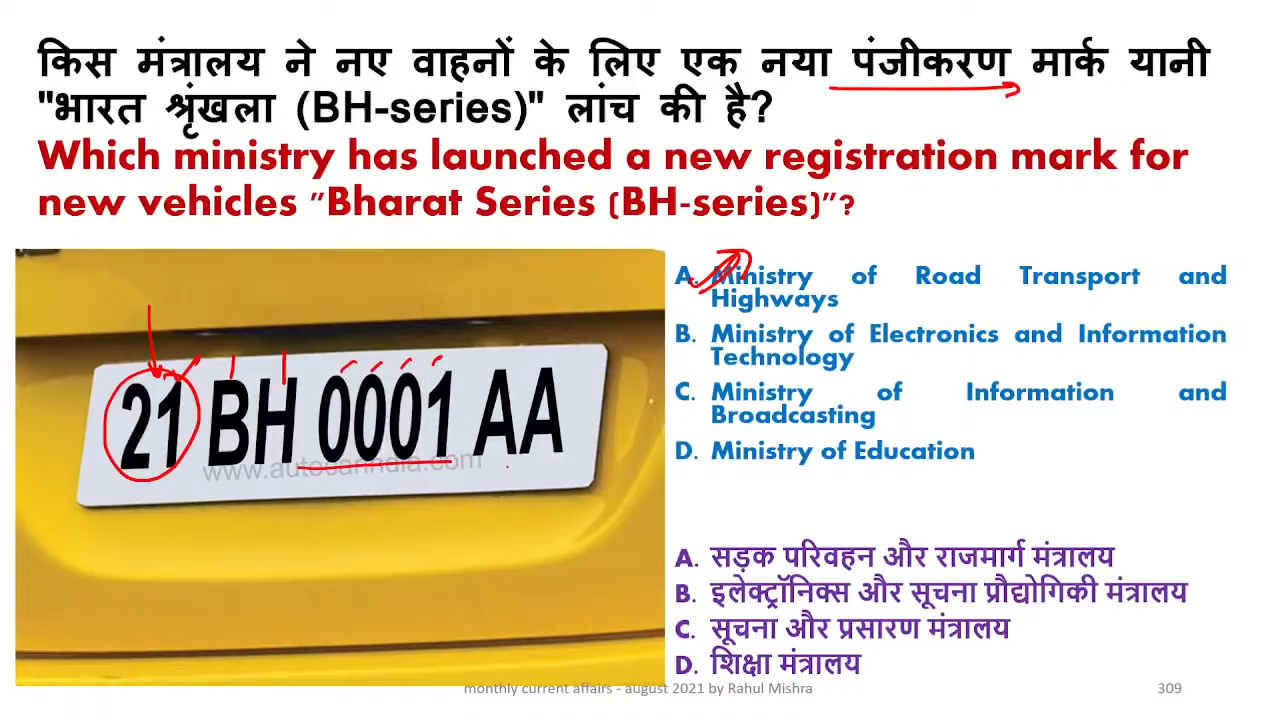 किस मंत्रालय ने नए वाहनों के लिए एक नया पंजीकरण मार्क यानी
"भारत श्रृंखला (BH-series)" लांच की है?
Which ministry has launched a new registration mark for
new vehicles "Bharat Series (BH-series)"?
21 BH 0001 AA
www.autocarindia.com
A. Ministry of Road Transport and
Highways
B. Ministry of Electronics and Information
Technology
C. Ministry of Information and
Broadcasting
D. Ministry of Education
A. सड़क परिवहन और राजमार्ग मंत्रालय
B. इलेक्ट्रॉनिक्स और सूचना प्रौद्योगिकी मंत्रालय
C. सूचना और प्रसारण मंत्रालय
D. शिक्षा मंत्रालय
monthly current affairs - august 2021 by Rahul Mishra
309